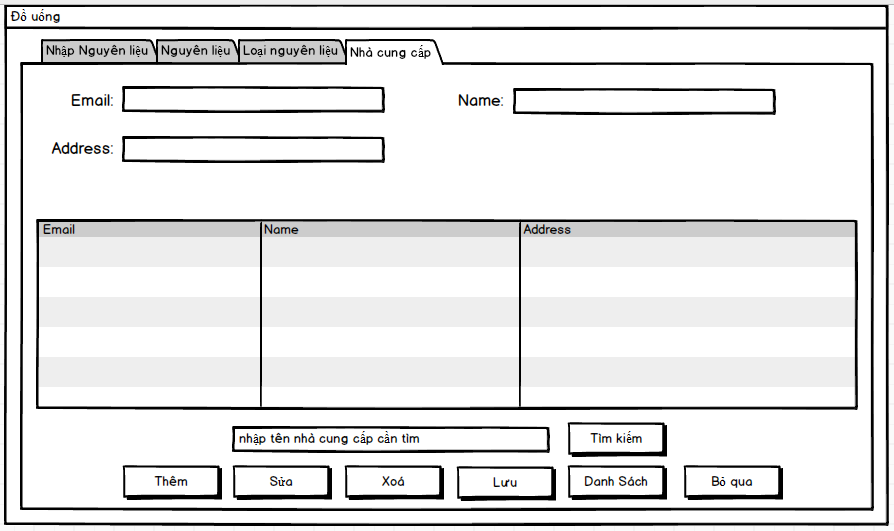 Đồ uống
Nhập Nguyên liệu Nguyên liệu Loại nguyên liệu Nhà cung cấp
Email: Name:
Address:
Email Name Address
nhập tên nhà cung cấp cần tìm Tìm kiếm
Thêm Sửa Xoá Lưu Danh Sách Bỏ qua